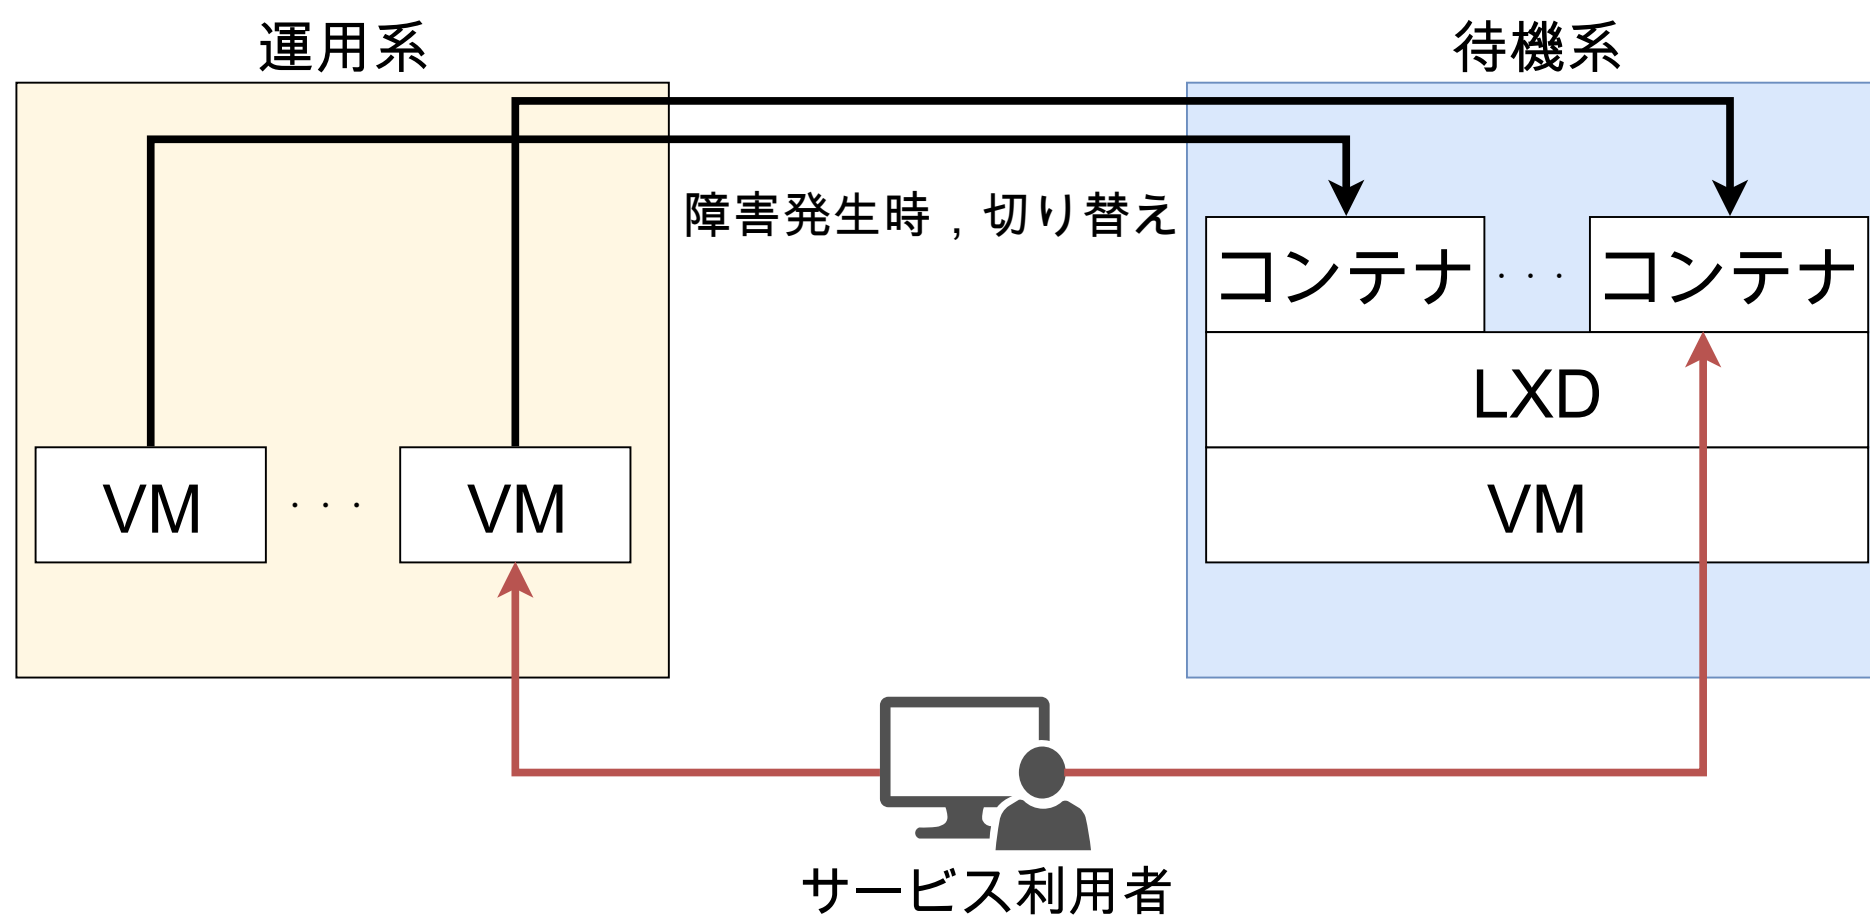 運用系
待機系
障害発生時，切り替え
コンテナ
・・・
コンテナ
LXD
VM
・・・
VM
VM
サービス利用者